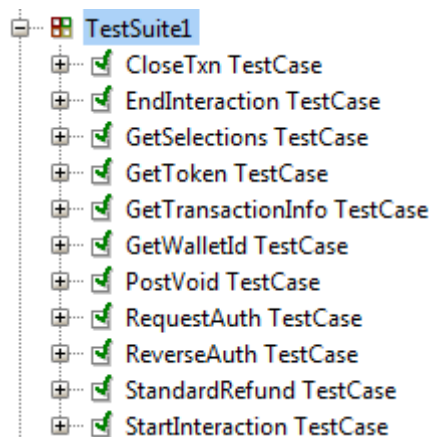 TestSuite1
CloseTxn TestCase
EndInteraction TestCase
GetSelections TestCase
GetToken TestCase
GetTransactionInfo TestCase
GetWalletId TestCase
PostVoid TestCase
RequestAuth TestCase
ReverseAuth TestCase
StandardRefund TestCase
StartInteraction TestCase